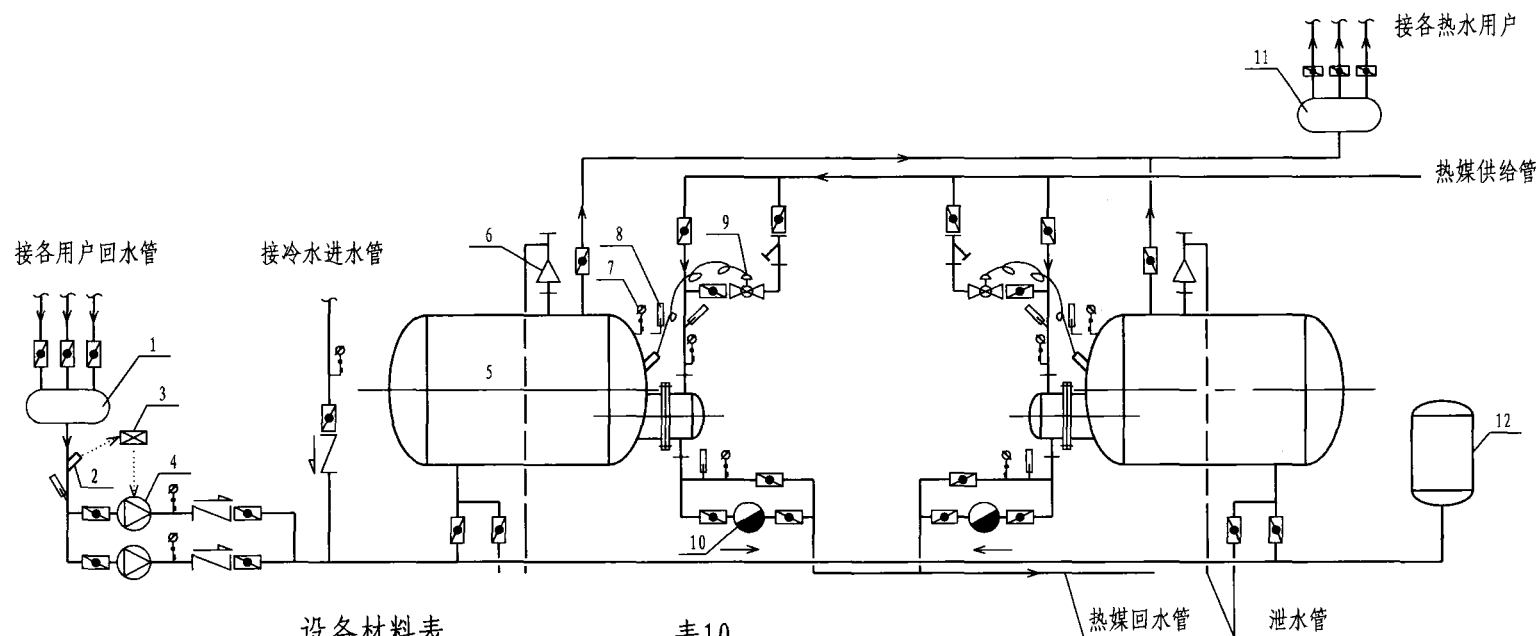 接各热水用户
11
热媒供给管
接各用户回水管
接冷水进水管
6
7
8
9
1
3
5
2
4
12
10
热媒回水管
泄水管
设备材料表
表10